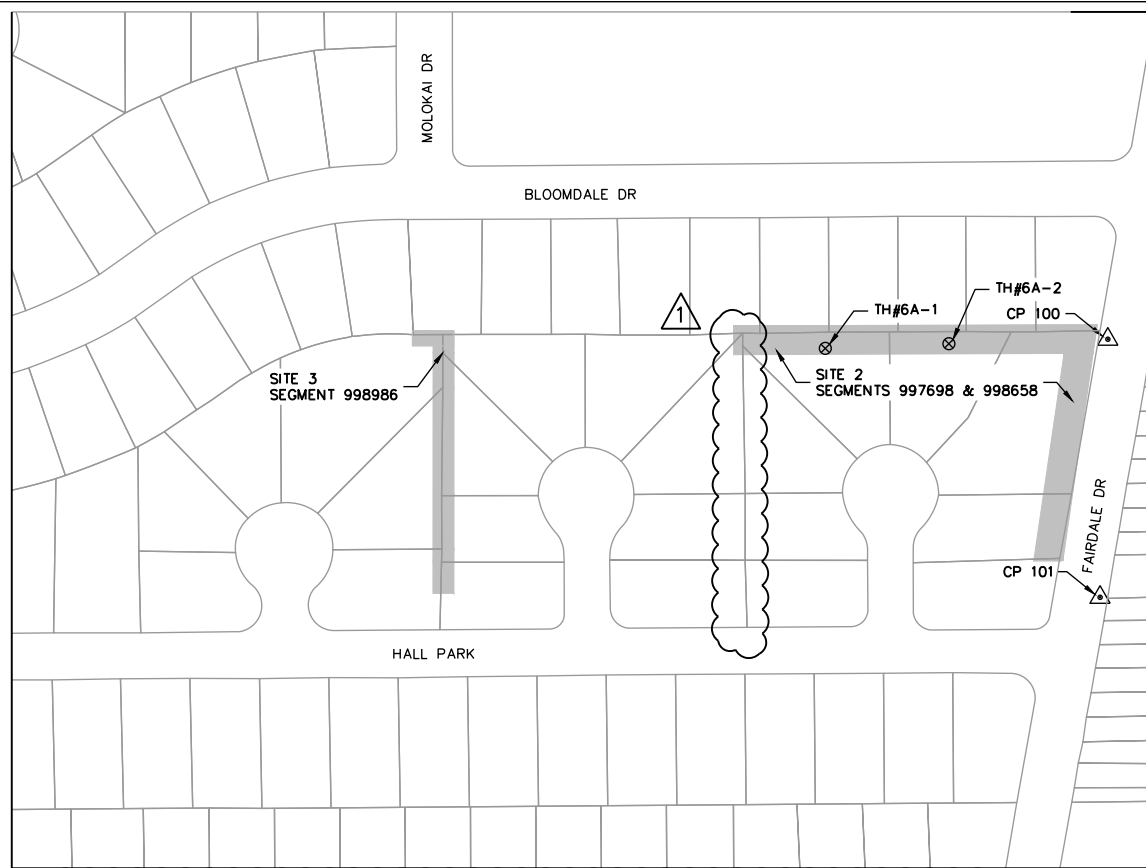 MOLOKAI DR
BLOOMDALE DR
1
TH#6A-1
TH#6A-2
CP 100
SITE 3
SEGMENT 998986
SITE 2
SEGMENTS 997698 & 998658
FAIRDALE DR
CP 101
HALL PARK